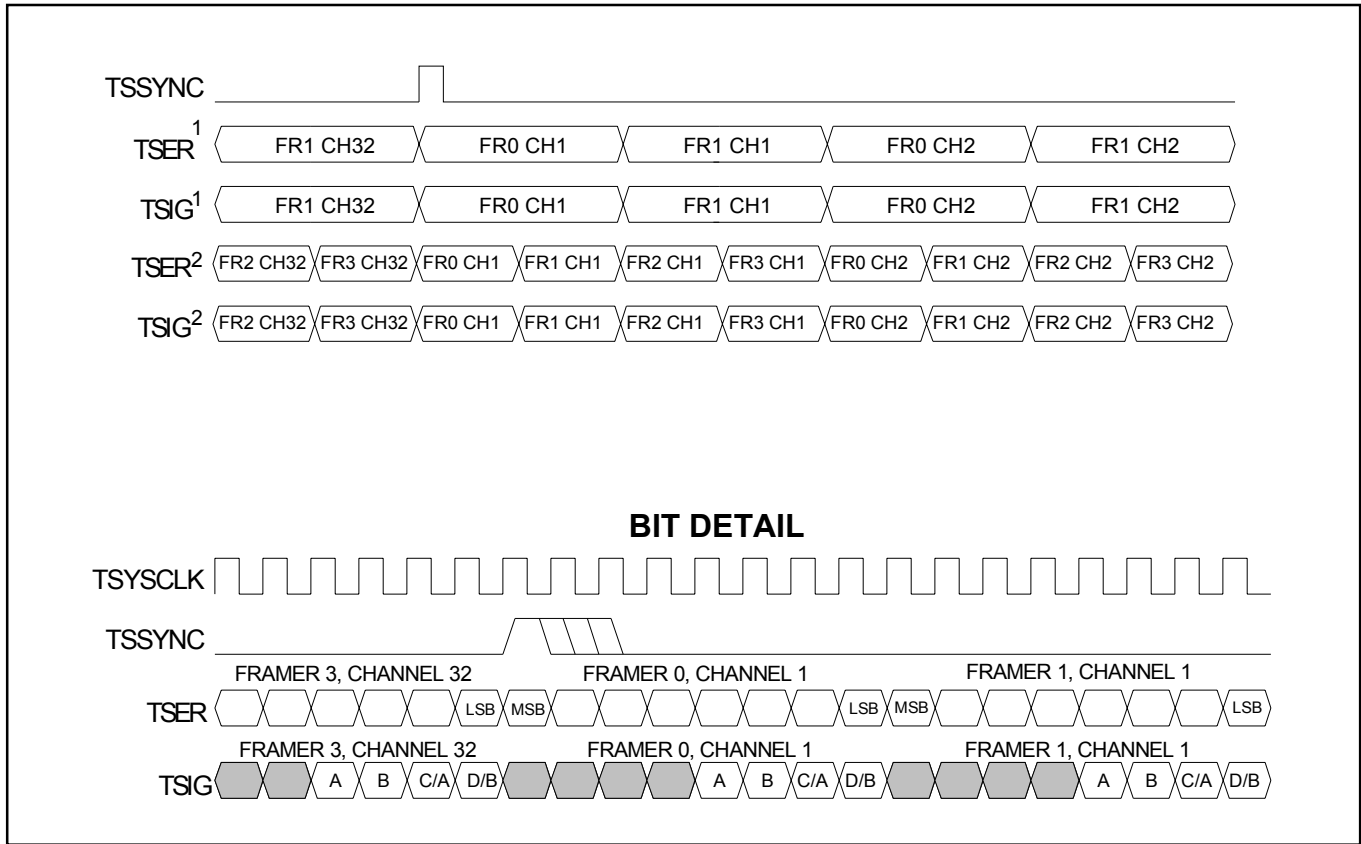 TSSYNC
TSER¹ FR1 CH32 FR0 CH1 FR1 CH1 FR0 CH2 FR1 CH2
TSIG¹ FR1 CH32 FR0 CH1 FR1 CH1 FR0 CH2 FR1 CH2
TSER² FR2 CH32 FR3 CH32 FR0 CH1 FR1 CH1 FR2 CH1 FR3 CH1 FR0 CH2 FR1 CH2 FR2 CH2 FR3 CH2
TSIG² FR2 CH32 FR3 CH32 FR0 CH1 FR1 CH1 FR2 CH1 FR3 CH1 FR0 CH2 FR1 CH2 FR2 CH2 FR3 CH2
BIT DETAIL
TSYSCLK
TSSYNC
FRAMER 3, CHANNEL 32 FRAMER 0, CHANNEL 1 FRAMER 1, CHANNEL 1
TSER LSB MSB LSB MSB LSB
FRAMER 3, CHANNEL 32 FRAMER 0, CHANNEL 1 FRAMER 1, CHANNEL 1
TSIG A B C/A D/B A B C/A D/B A B C/A D/B